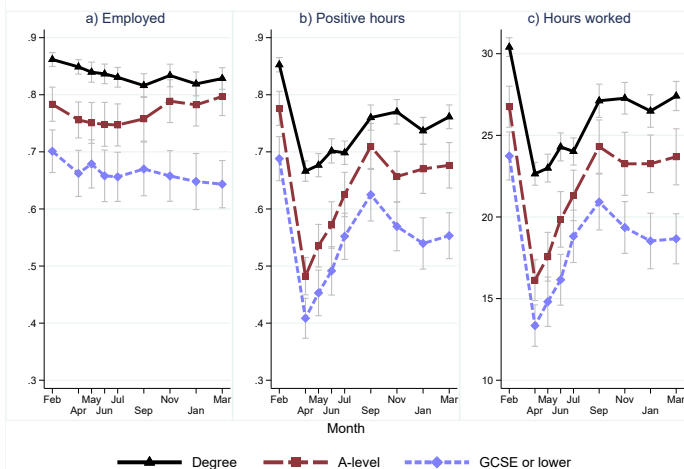 a) Employed
.9
.8
.7
.6
.5
.4
.3
Feb
Apr
May
Jun
Jul
Sep
Nov
Jan
Mar
b) Positive hours
.9
.8
.7
.6
.5
.4
.3
Feb
Apr
May
Jun
Jul
Sep
Nov
Jan
Mar
c) Hours worked
30
25
20
15
10
Feb
Apr
May
Jun
Jul
Sep
Nov
Jan
Mar
Month
Degree
A-level
GCSE or lower